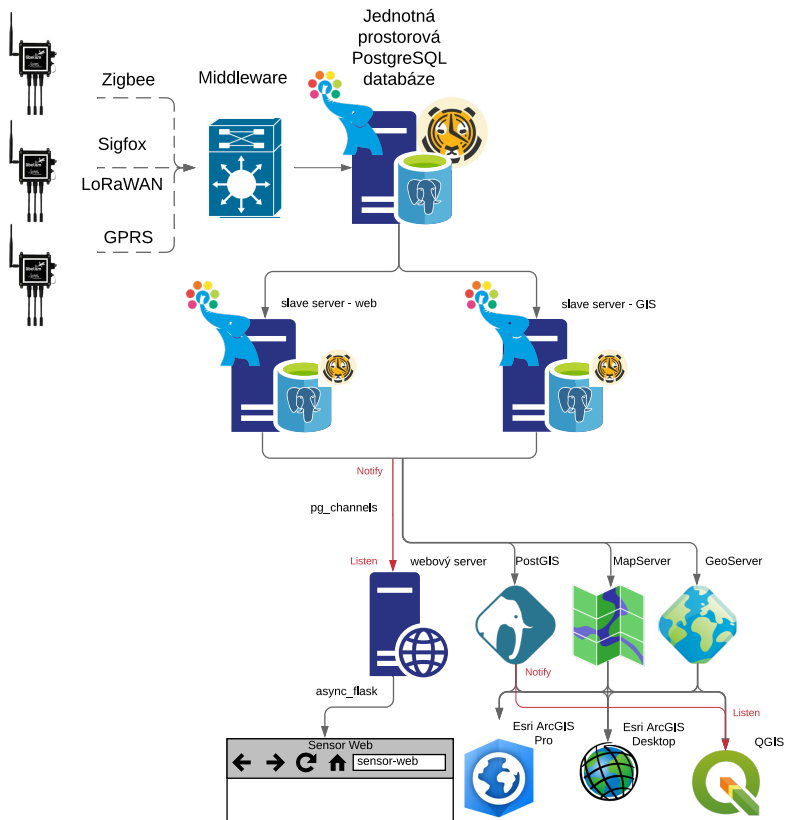 Jednotná
prostorová
PostgreSQL
databáze
Middleware
Zigbee
Sigfox
LoRaWAN
GPRS
slave server - web
slave server - GIS
Notify
pg_channels
Listen
webový server
PostGIS
MapServer
GeoServer
Notify
async_flask
Listen
Esri ArcGIS
Pro
Esri ArcGIS
Desktop
QGIS
Sensor Web
sensor-web